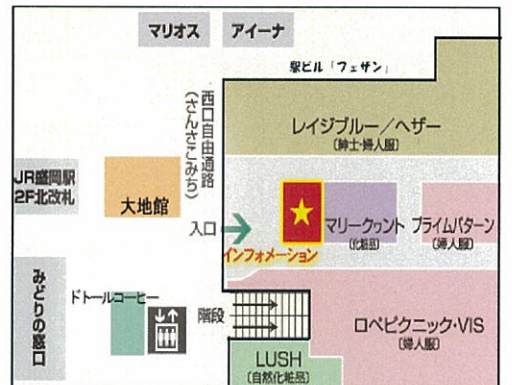 マリオス
アイーナ
駅ビル「フェザン」
西口自由通路
(さんさこみち)
レイジブルー/ヘザー
(紳士・婦人服)
JR盛岡駅
2F北改札
大地館
入口
インフォメーション
マリークヮント
(化粧品)
プライムパターン
(婦人服)
みどりの窓口
ドトールコーヒー
階段
ロペピクニック・VIS
(婦人服)
LUSH
(自然化粧品)